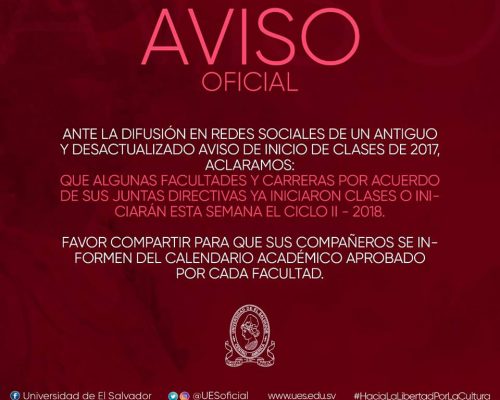 AVISO
OFICIAL
ANTE LA DIFUSIÓN EN REDES SOCIALES DE UN ANTIGUO
Y DESACTUALIZADO AVISO DE INICIO DE CLASES DE 2017,
ACLARAMOS:
QUE ALGUNAS FACULTADES Y CARRERAS POR ACUERDO
DE SUS JUNTAS DIRECTIVAS YA INICIARON CLASES O INI-
CIARÁN ESTA SEMANA EL CICLO II - 2018.
FAVOR COMPARTIR PARA QUE SUS COMPAÑEROS SE IN-
FORMEN DEL CALENDARIO ACADÉMICO APROBADO
POR CADA FACULTAD.
Universidad de El Salvador @UESoficial www.ues.edu.sv #HaciaLaLibertadPorLaCultura